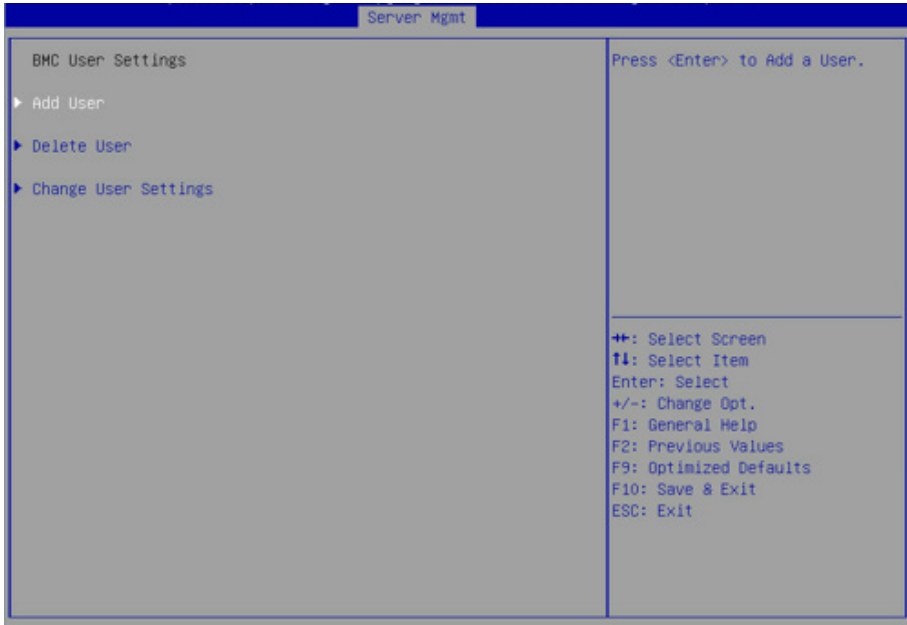 Server Mgmt
BMC User Settings
Add User
Delete User
Change User Settings
Press <Enter> to Add a User.
→←: Select Screen
↑↓: Select Item
Enter: Select
+/-: Change Opt.
F1: General Help
F2: Previous Values
F9: Optimized Defaults
F10: Save & Exit
ESC: Exit